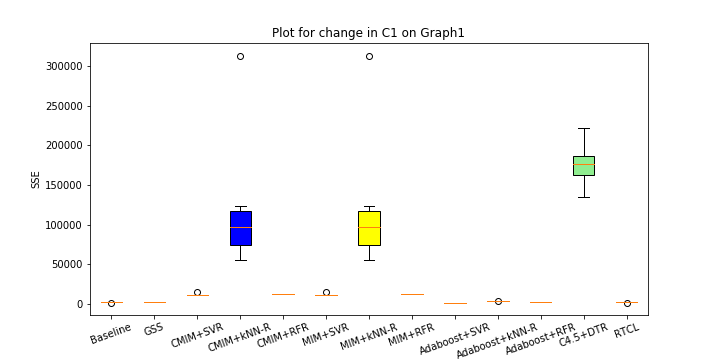 Plot for change in C1 on Graph1
300000
250000
200000
150000
100000
50000
0
SSE
Baseline
GSS
CMIM+SVR
CMIM+kNN-R
CMIM+RFR
MIM+SVR
MIM+kNN-R
MIM+RFR
Adaboost+SVR
Adaboost+kNN-R
Adaboost+RFR
C4.5+DTR
RTCL